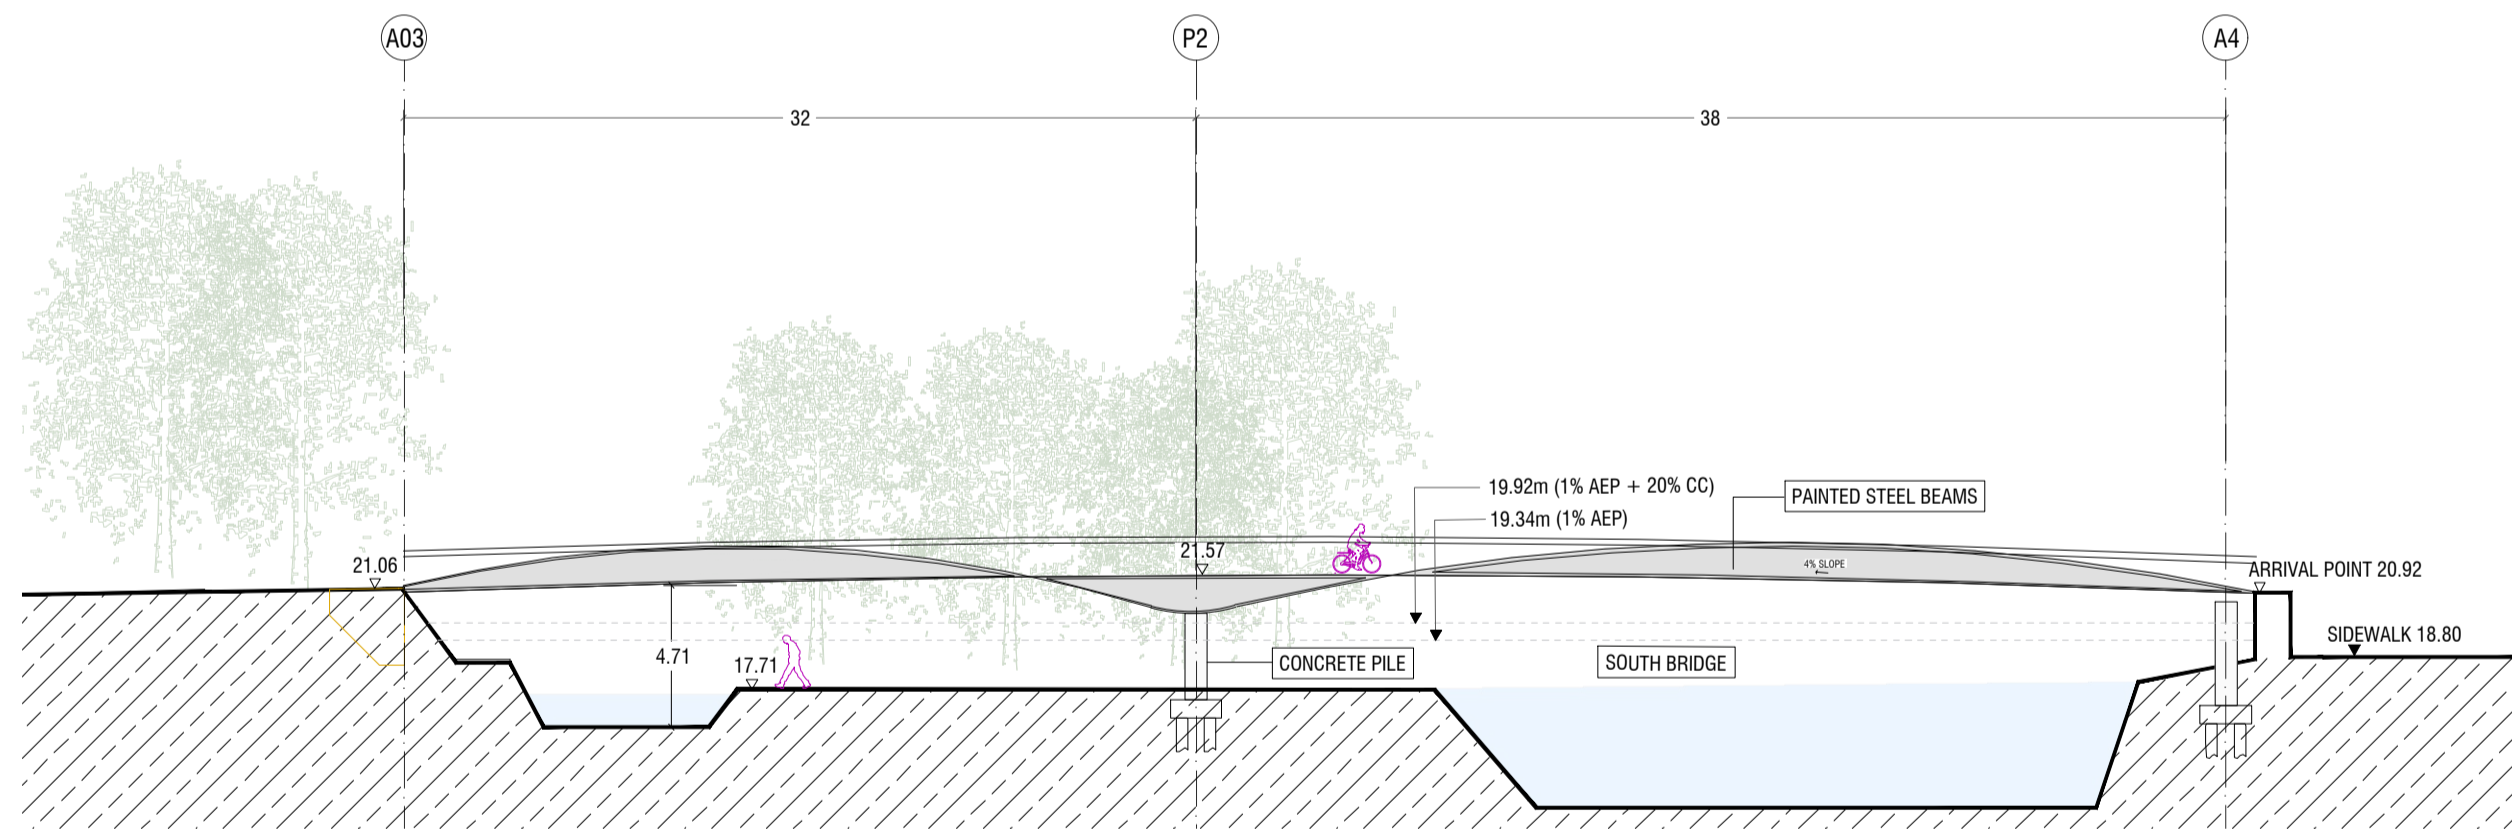 A03
P2
A4
32
38
19.92m (1% AEP + 20% CC)
PAINTED STEEL BEAMS
19.34m (1% AEP)
21.57
21.06
4% SLOPE
ARRIVAL POINT 20.92
SIDEWALK 18.80
4.71
17.71
CONCRETE PILE
SOUTH BRIDGE